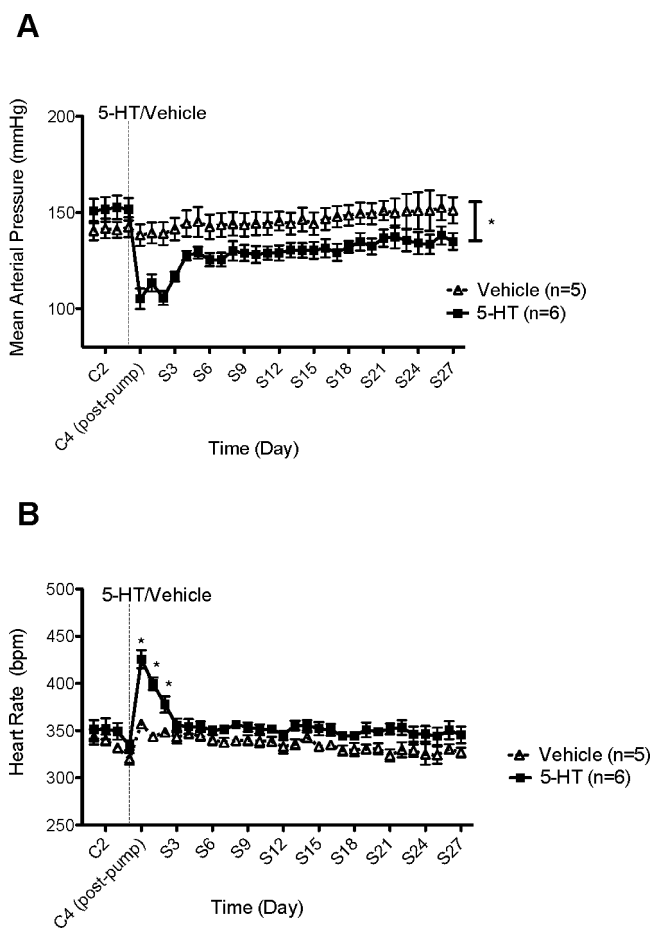 A
5-HT/Vehicle
Mean Arterial Pressure (mmHg)
200
150
100
*
Vehicle (n=5)
5-HT (n=6)
C2
C4 (post-pump)
S3
S6
S9
S12
S15
S18
S21
S24
S27
Time (Day)
B
5-HT/Vehicle
Heart Rate (bpm)
500
450
400
350
300
250
*
*
*
Vehicle (n=5)
5-HT (n=6)
C2
C4 (post-pump)
S3
S6
S9
S12
S15
S18
S21
S24
S27
Time (Day)